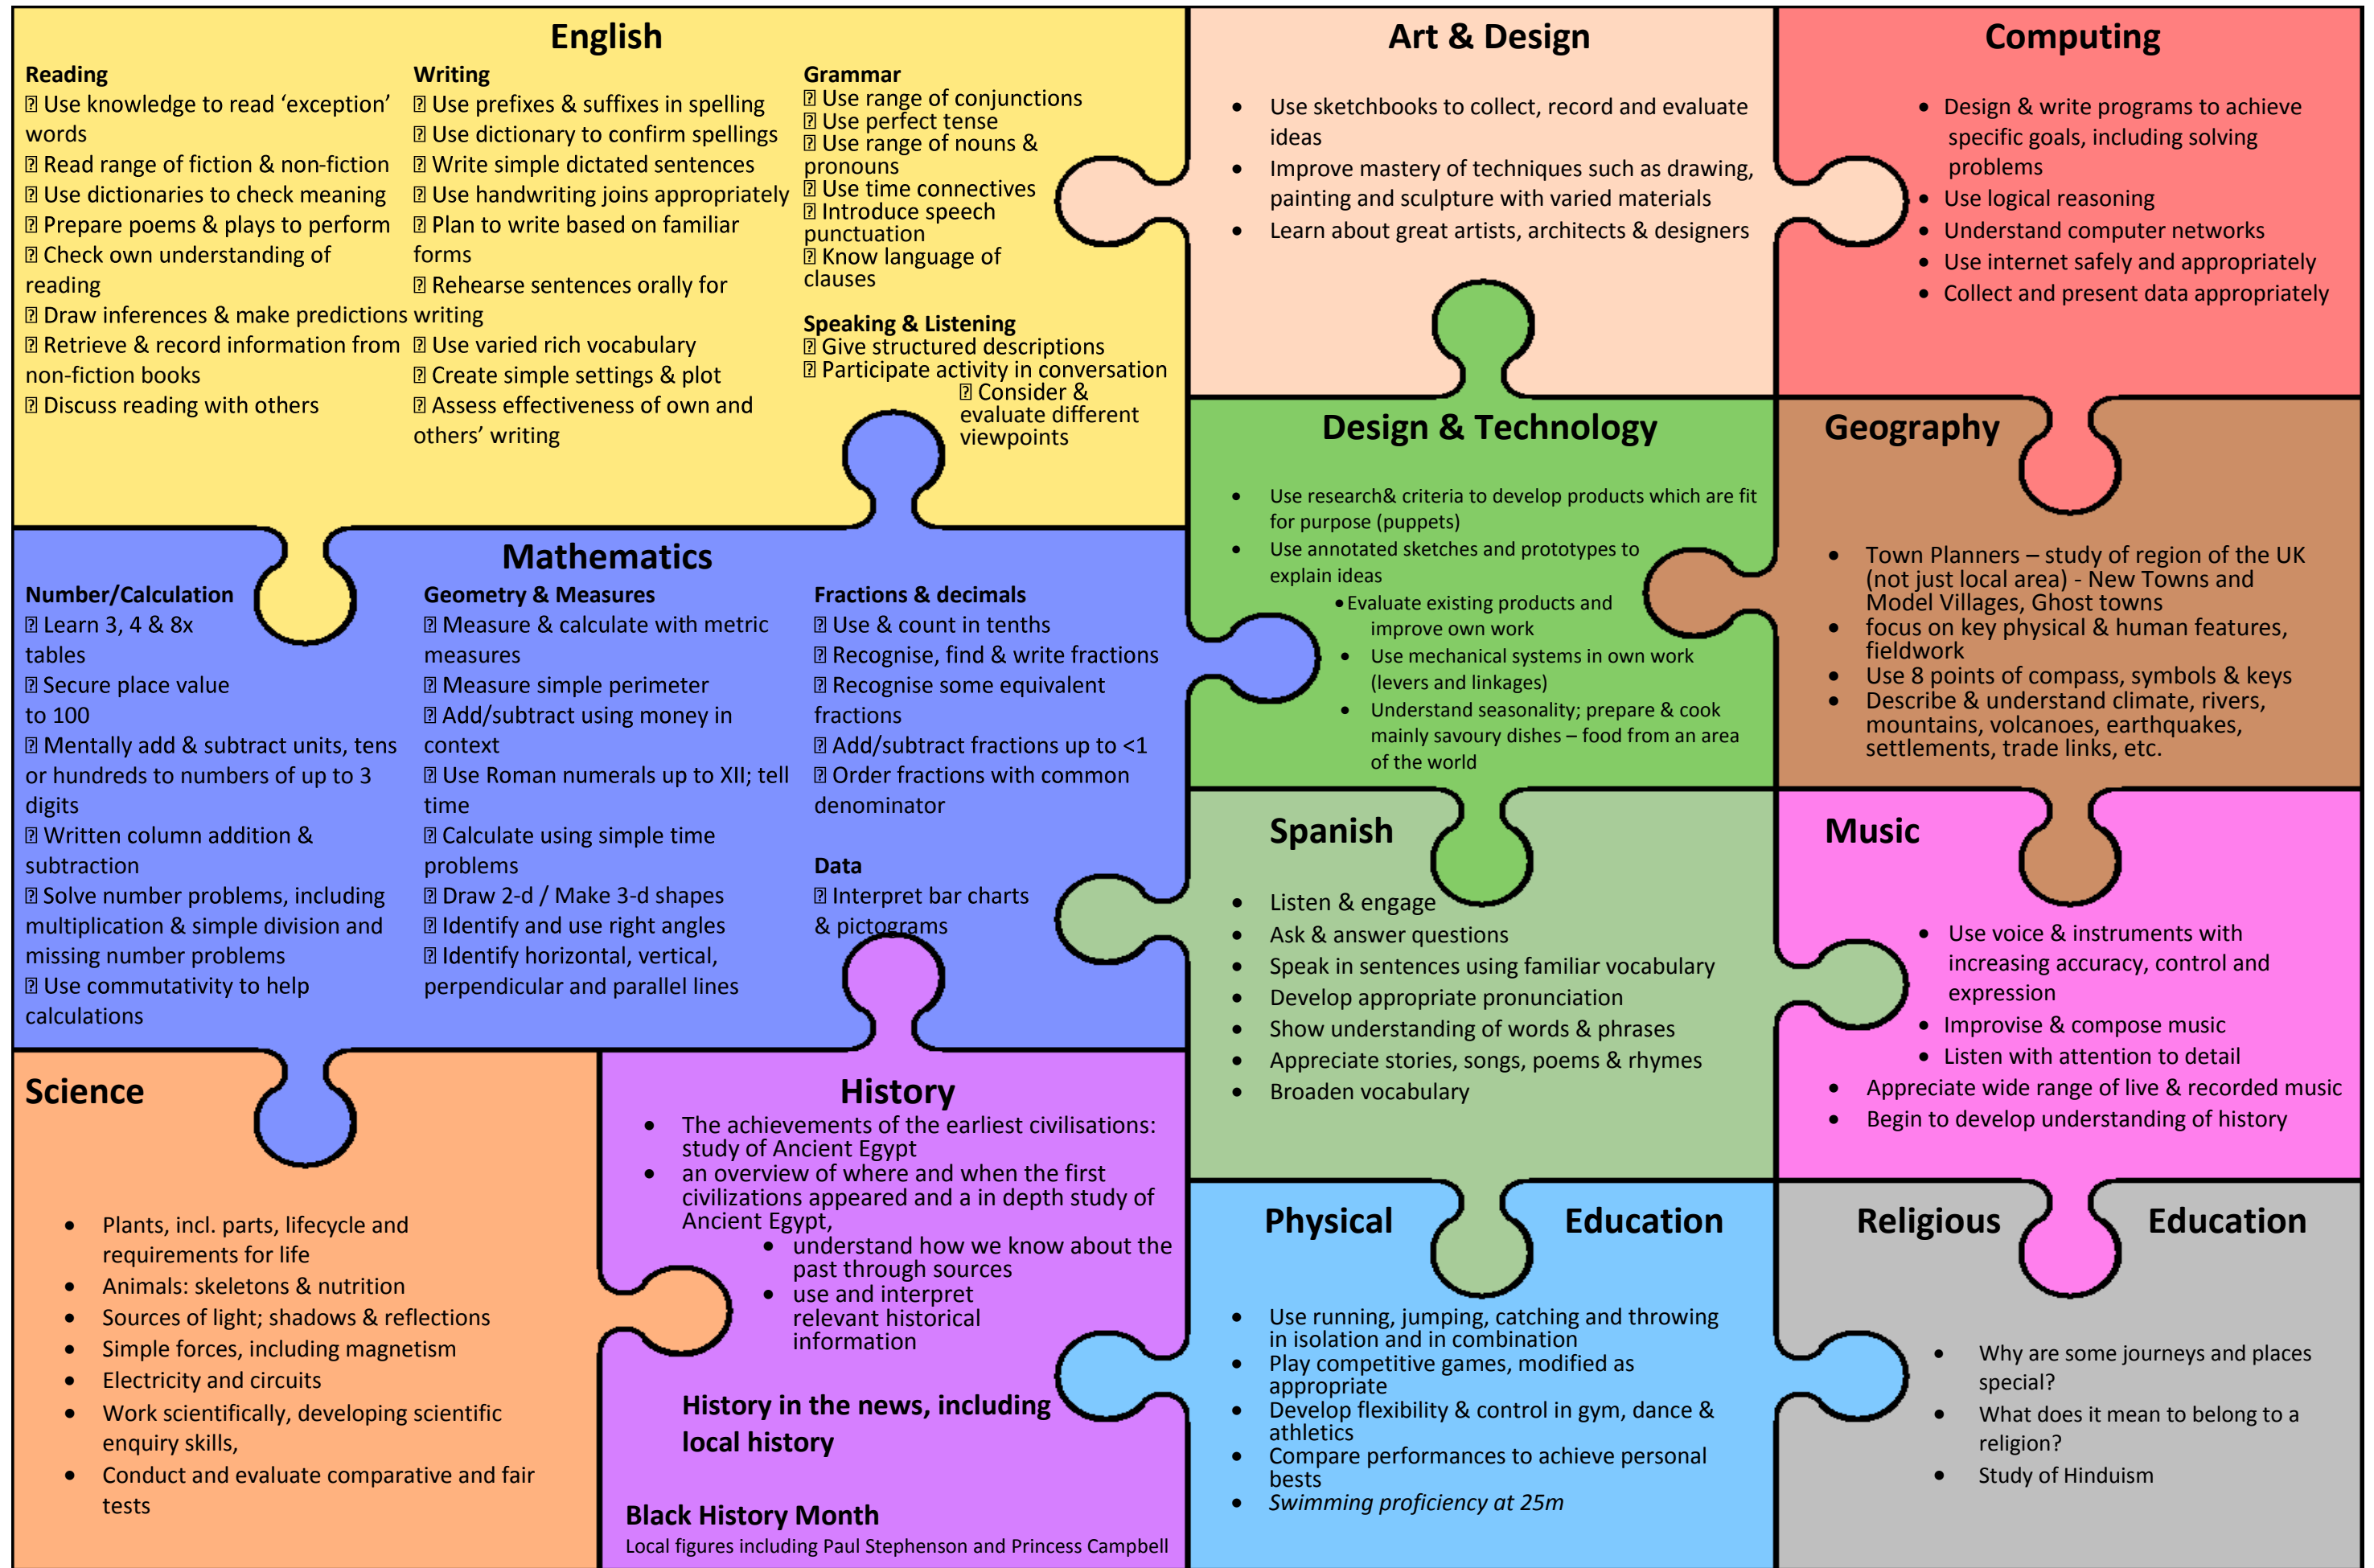 English
Reading
⍰ Use knowledge to read ‘exception’
words
⍰ Read range of fiction & non-fiction
⍰ Use dictionaries to check meaning
⍰ Prepare poems & plays to perform
⍰ Check own understanding of
reading
⍰ Draw inferences & make predictions
⍰ Retrieve & record information from
non-fiction books
⍰ Discuss reading with others
Writing
⍰ Use prefixes & suffixes in spelling
⍰ Use dictionary to confirm spellings
⍰ Write simple dictated sentences
⍰ Use handwriting joins appropriately
⍰ Plan to write based on familiar
forms
⍰ Rehearse sentences orally for
writing
⍰ Use varied rich vocabulary
⍰ Create simple settings & plot
⍰ Assess effectiveness of own and
others’ writing
Grammar
⍰ Use range of conjunctions
⍰ Use perfect tense
⍰ Use range of nouns &
pronouns
⍰ Use time connectives
⍰ Introduce speech
punctuation
⍰ Know language of
clauses
Speaking & Listening
⍰ Give structured descriptions
⍰ Participate activity in conversation
⍰ Consider &
evaluate different
viewpoints
Art & Design
• Use sketchbooks to collect, record and evaluate
ideas
• Improve mastery of techniques such as drawing,
painting and sculpture with varied materials
• Learn about great artists, architects & designers
Computing
• Design & write programs to achieve
specific goals, including solving
problems
• Use logical reasoning
• Understand computer networks
• Use internet safely and appropriately
• Collect and present data appropriately
Mathematics
Number/Calculation
⍰ Learn 3, 4 & 8x
tables
⍰ Secure place value
to 100
⍰ Mentally add & subtract units, tens
or hundreds to numbers of up to 3
digits
⍰ Written column addition &
subtraction
⍰ Solve number problems, including
multiplication & simple division and
missing number problems
⍰ Use commutativity to help
calculations
Geometry & Measures
⍰ Measure & calculate with metric
measures
⍰ Measure simple perimeter
⍰ Add/subtract using money in
context
⍰ Use Roman numerals up to XII; tell
time
⍰ Calculate using simple time
problems
⍰ Draw 2-d / Make 3-d shapes
⍰ Identify and use right angles
⍰ Identify horizontal, vertical,
perpendicular and parallel lines
Fractions & decimals
⍰ Use & count in tenths
⍰ Recognise, find & write fractions
⍰ Recognise some equivalent
fractions
⍰ Add/subtract fractions up to <1
⍰ Order fractions with common
denominator
Data
⍰ Interpret bar charts
& pictograms
Design & Technology
• Use research& criteria to develop products which are fit
for purpose (puppets)
• Use annotated sketches and prototypes to
explain ideas
• Evaluate existing products and
improve own work
• Use mechanical systems in own work
(levers and linkages)
• Understand seasonality; prepare & cook
mainly savoury dishes – food from an area
of the world
Geography
• Town Planners – study of region of the UK
(not just local area) - New Towns and
Model Villages, Ghost towns
• focus on key physical & human features,
fieldwork
• Use 8 points of compass, symbols & keys
• Describe & understand climate, rivers,
mountains, volcanoes, earthquakes,
settlements, trade links, etc.
Spanish
• Listen & engage
• Ask & answer questions
• Speak in sentences using familiar vocabulary
• Develop appropriate pronunciation
• Show understanding of words & phrases
• Appreciate stories, songs, poems & rhymes
• Broaden vocabulary
Music
• Use voice & instruments with
increasing accuracy, control and
expression
• Improvise & compose music
• Listen with attention to detail
• Appreciate wide range of live & recorded music
• Begin to develop understanding of history
Science
• Plants, incl. parts, lifecycle and
requirements for life
• Animals: skeletons & nutrition
• Sources of light; shadows & reflections
• Simple forces, including magnetism
• Electricity and circuits
• Work scientifically, developing scientific
enquiry skills,
• Conduct and evaluate comparative and fair
tests
History
• The achievements of the earliest civilisations:
study of Ancient Egypt
• an overview of where and when the first
civilizations appeared and a in depth study of
Ancient Egypt,
• understand how we know about the
past through sources
• use and interpret
relevant historical
information
History in the news, including
local history
Black History Month
Local figures including Paul Stephenson and Princess Campbell
Physical Education
• Use running, jumping, catching and throwing
in isolation and in combination
• Play competitive games, modified as
appropriate
• Develop flexibility & control in gym, dance &
athletics
• Compare performances to achieve personal
bests
• Swimming proficiency at 25m
Religious Education
• Why are some journeys and places
special?
• What does it mean to belong to a
religion?
• Study of Hinduism